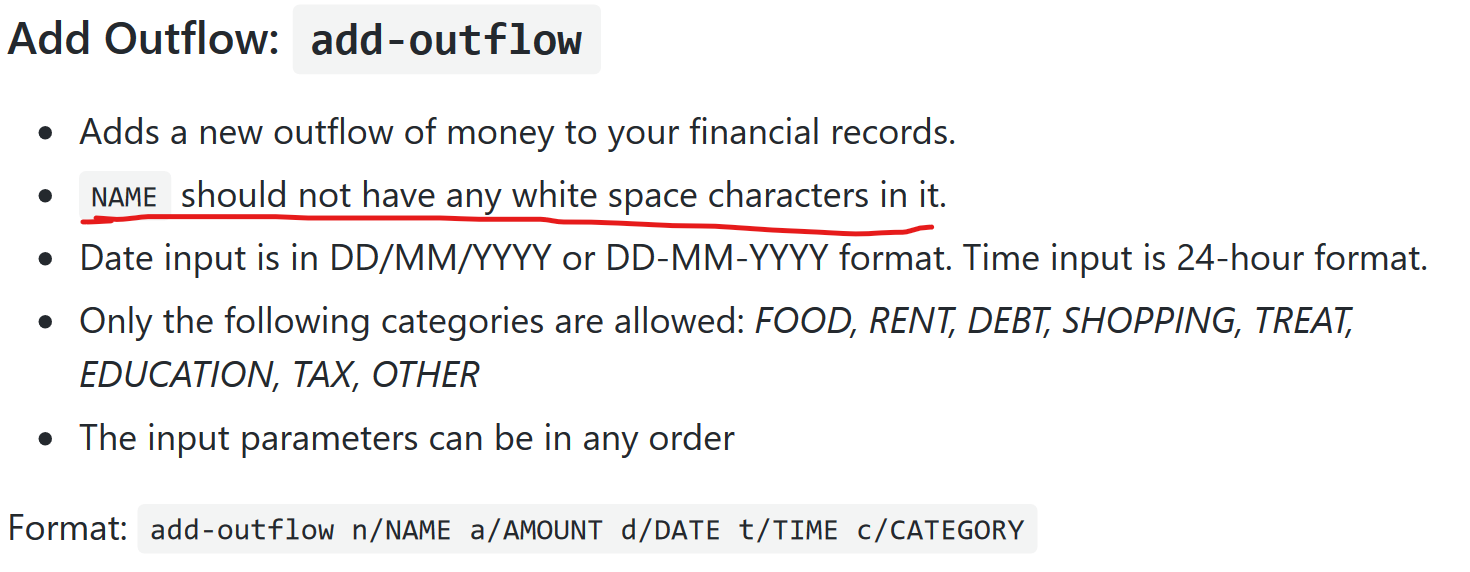 Add Outflow: add-outflow
• Adds a new outflow of money to your financial records.
• NAME should not have any white space characters in it.
• Date input is in DD/MM/YYYY or DD-MM-YYYY format. Time input is 24-hour format.
• Only the following categories are allowed: FOOD, RENT, DEBT, SHOPPING, TREAT,
EDUCATION, TAX, OTHER
• The input parameters can be in any order
Format: add-outflow n/NAME a/AMOUNT d/DATE t/TIME c/CATEGORY